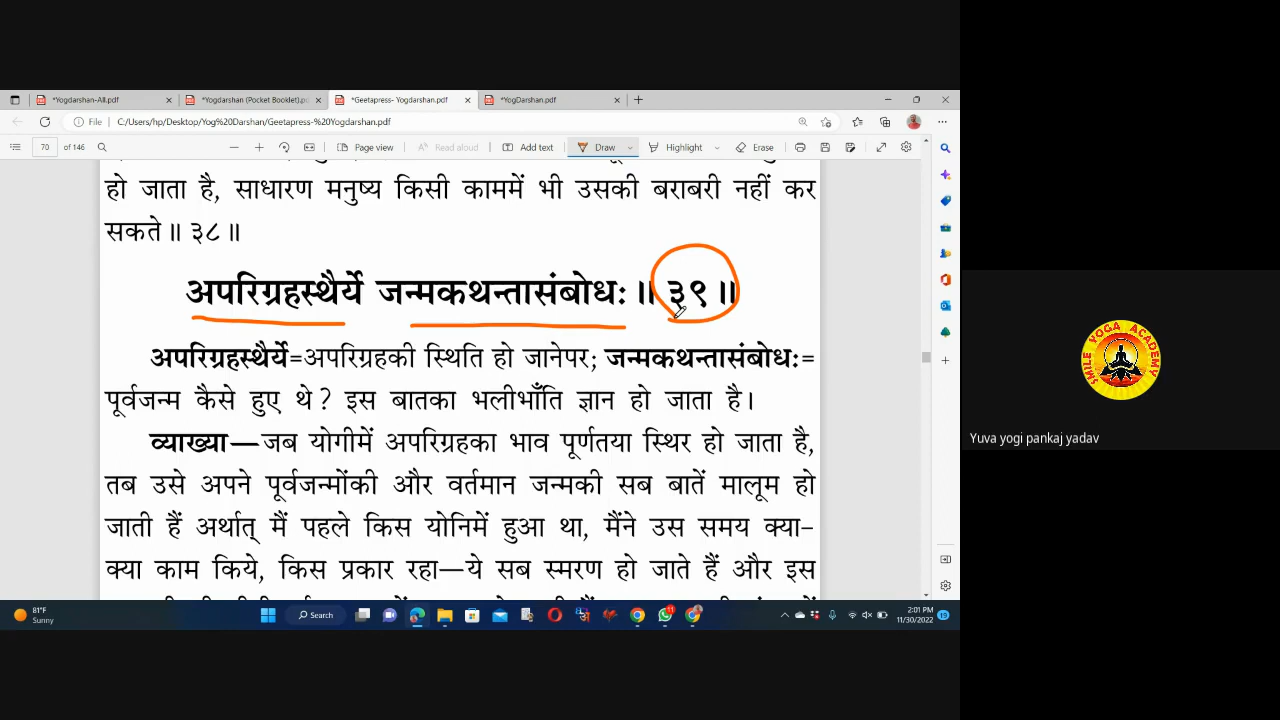 *Yogdarshan-All.pdf
*Yogdarshan (Pocket Booklet).p
*Geetapress- Yogdarshan.pdf
*YogDarshan.pdf
File
C:/Users/hp/Desktop/Yog%20Darshan/Geetapress-%20Yogdarshan.pdf
70 of 146
Page view
Read aloud
Add text
Draw
Highlight
Erase
हो जाता है, साधारण मनुष्य किसी काममें भी उसकी बराबरी नहीं कर
सकते॥ ३८॥
अपरिग्रहस्थैर्ये जन्मकथन्तासंबोधः॥ ३९॥
अपरिग्रहस्थैर्ये=अपरिग्रहकी स्थिति हो जानेपर; जन्मकथन्तासंबोधः=
पूर्वजन्म कैसे हुए थे? इस बातका भलीभाँति ज्ञान हो जाता है।
व्याख्या—जब योगीमें अपरिग्रहका भाव पूर्णतया स्थिर हो जाता है,
तब उसे अपने पूर्वजन्मोंकी और वर्तमान जन्मकी सब बातें मालूम हो
जाती हैं अर्थात् मैं पहले किस योनिमें हुआ था, मैंने उस समय क्या-
क्या काम किये, किस प्रकार रहा—ये सब स्मरण हो जाते हैं और इस
SMILE YOGA ACADEMY
Yuva yogi pankaj yadav
81°F
Sunny
Search
11
2:01 PM
11/30/2022
19